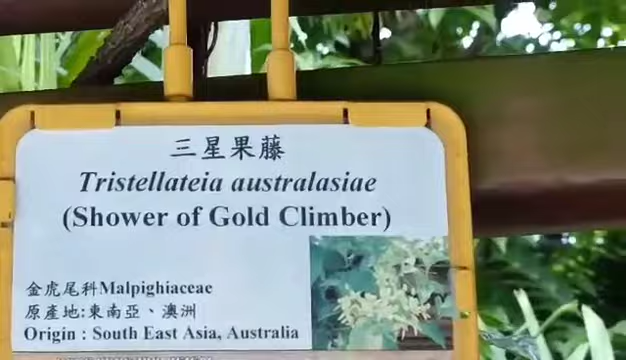 三星果藤
Tristellateia australasiae
(Shower of Gold Climber)
金虎尾科Malpighiaceae
原產地:東南亞、澳洲
Origin : South East Asia, Australia